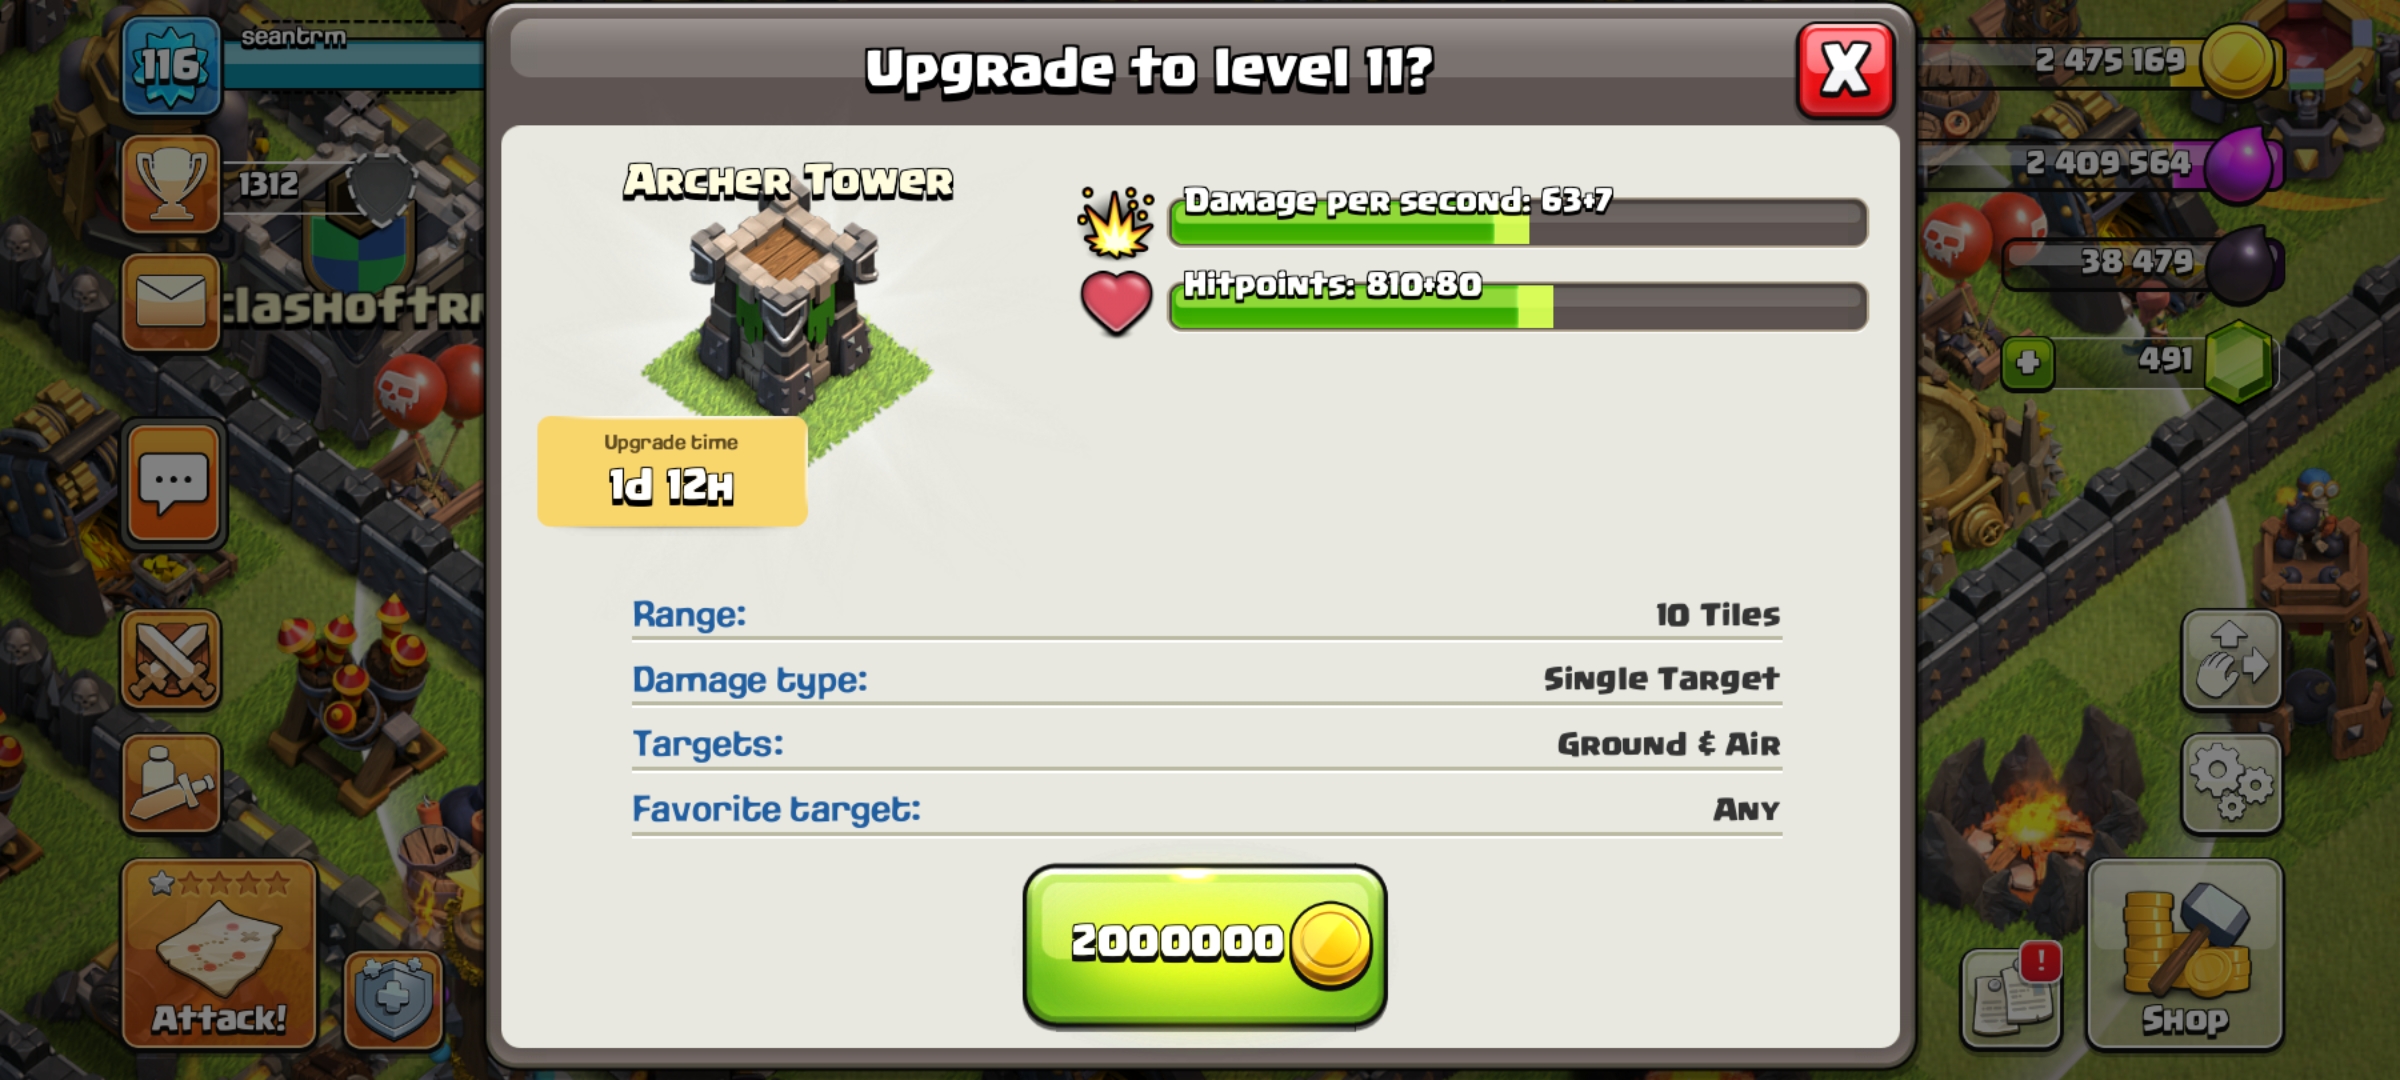 116
seantrm
1312
clashoftr
Attack!
Upgrade to level 11?
X
Archer Tower
Upgrade time
1d 12H
Damage per second: 63+7
Hitpoints: 810+80
Range: 10 Tiles
Damage type: Single Target
Targets: Ground & Air
Favorite target: Any
2000000
2 475 169
2 409 564
38 479
+ 491
!
Shop